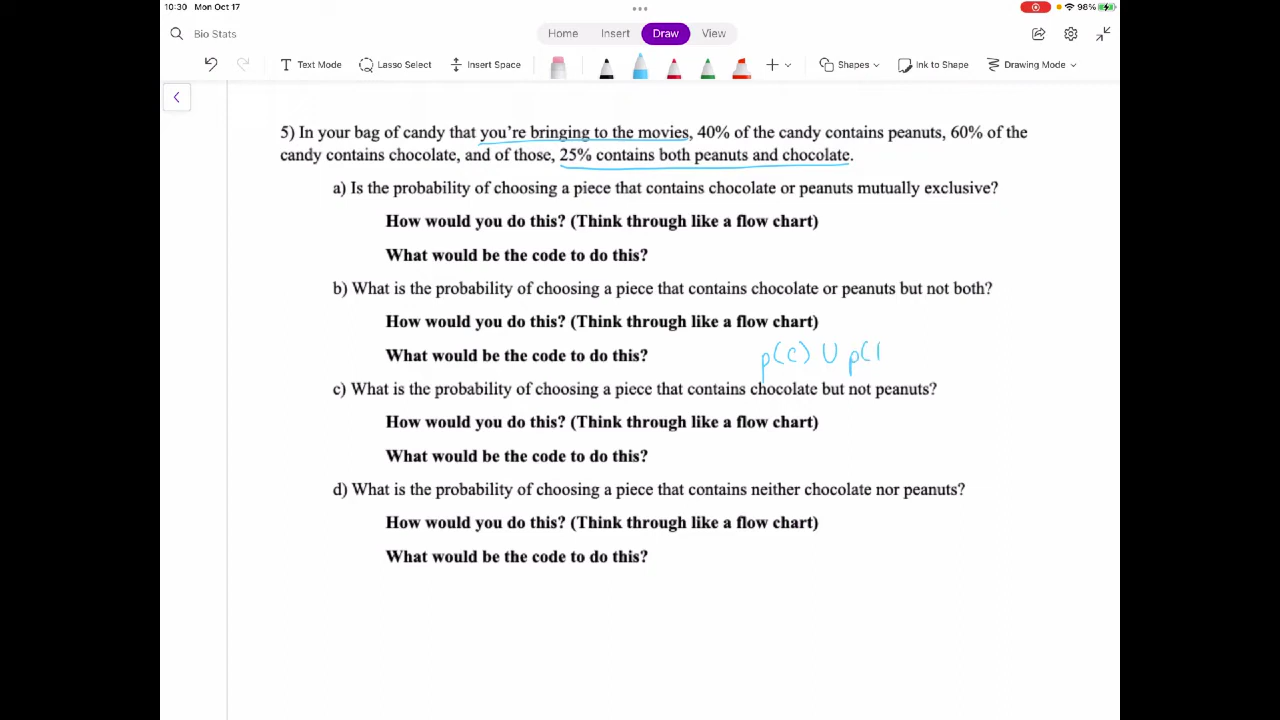 10:30 Mon Oct 17
98%
Bio Stats
Home Insert Draw View
Text Mode Lasso Select Insert Space Shapes Ink to Shape Drawing Mode
5) In your bag of candy that you're bringing to the movies, 40% of the candy contains peanuts, 60% of the
candy contains chocolate, and of those, 25% contains both peanuts and chocolate.
a) Is the probability of choosing a piece that contains chocolate or peanuts mutually exclusive?
How would you do this? (Think through like a flow chart)
What would be the code to do this?
b) What is the probability of choosing a piece that contains chocolate or peanuts but not both?
How would you do this? (Think through like a flow chart)
What would be the code to do this? p(c) U p(
c) What is the probability of choosing a piece that contains chocolate but not peanuts?
How would you do this? (Think through like a flow chart)
What would be the code to do this?
d) What is the probability of choosing a piece that contains neither chocolate nor peanuts?
How would you do this? (Think through like a flow chart)
What would be the code to do this?